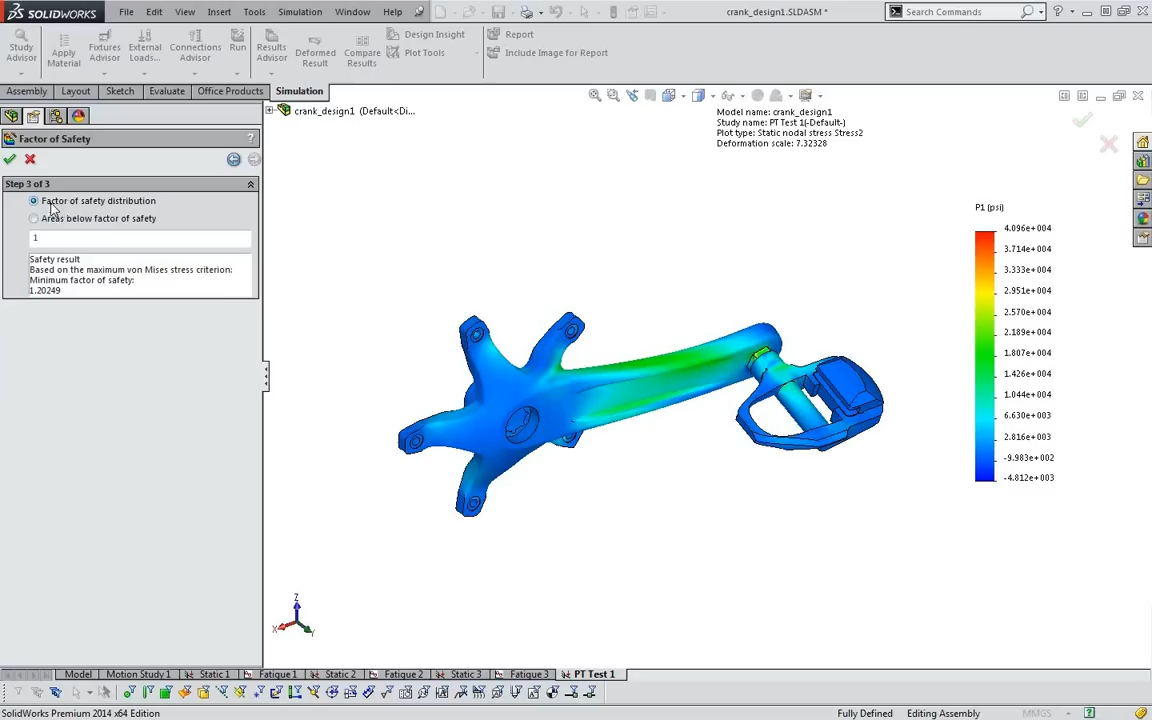 SOLIDWORKS File Edit View Insert Tools Simulation Window Help crank_design1.SLDASM * Search Commands
Study Advisor
Apply Material
Fixtures Advisor
External Loads...
Connections Advisor
Run
Results Advisor
Deformed Result
Compare Results
Design Insight
Plot Tools
Report
Include Image for Report
Assembly Layout Sketch Evaluate Office Products Simulation
crank_design1 (Default<Di...
Factor of Safety ?
Step 3 of 3
Factor of safety distribution
Areas below factor of safety
1
Safety result
Based on the maximum von Mises stress criterion:
Minimum factor of safety:
1.20249
Model name: crank_design1
Study name: PT Test 1(-Default-)
Plot type: Static nodal stress Stress2
Deformation scale: 7.32328
P1 (psi)
4.096e+004
3.714e+004
3.333e+004
2.951e+004
2.570e+004
2.189e+004
1.807e+004
1.426e+004
1.044e+004
6.630e+003
2.816e+003
-9.983e+002
-4.812e+003
Z
X
Y
Model Motion Study 1 Static 1 Fatigue 1 Static 2 Fatigue 2 Static 3 Fatigue 3 PT Test 1
SolidWorks Premium 2014 x64 Edition Fully Defined Editing Assembly MMGS